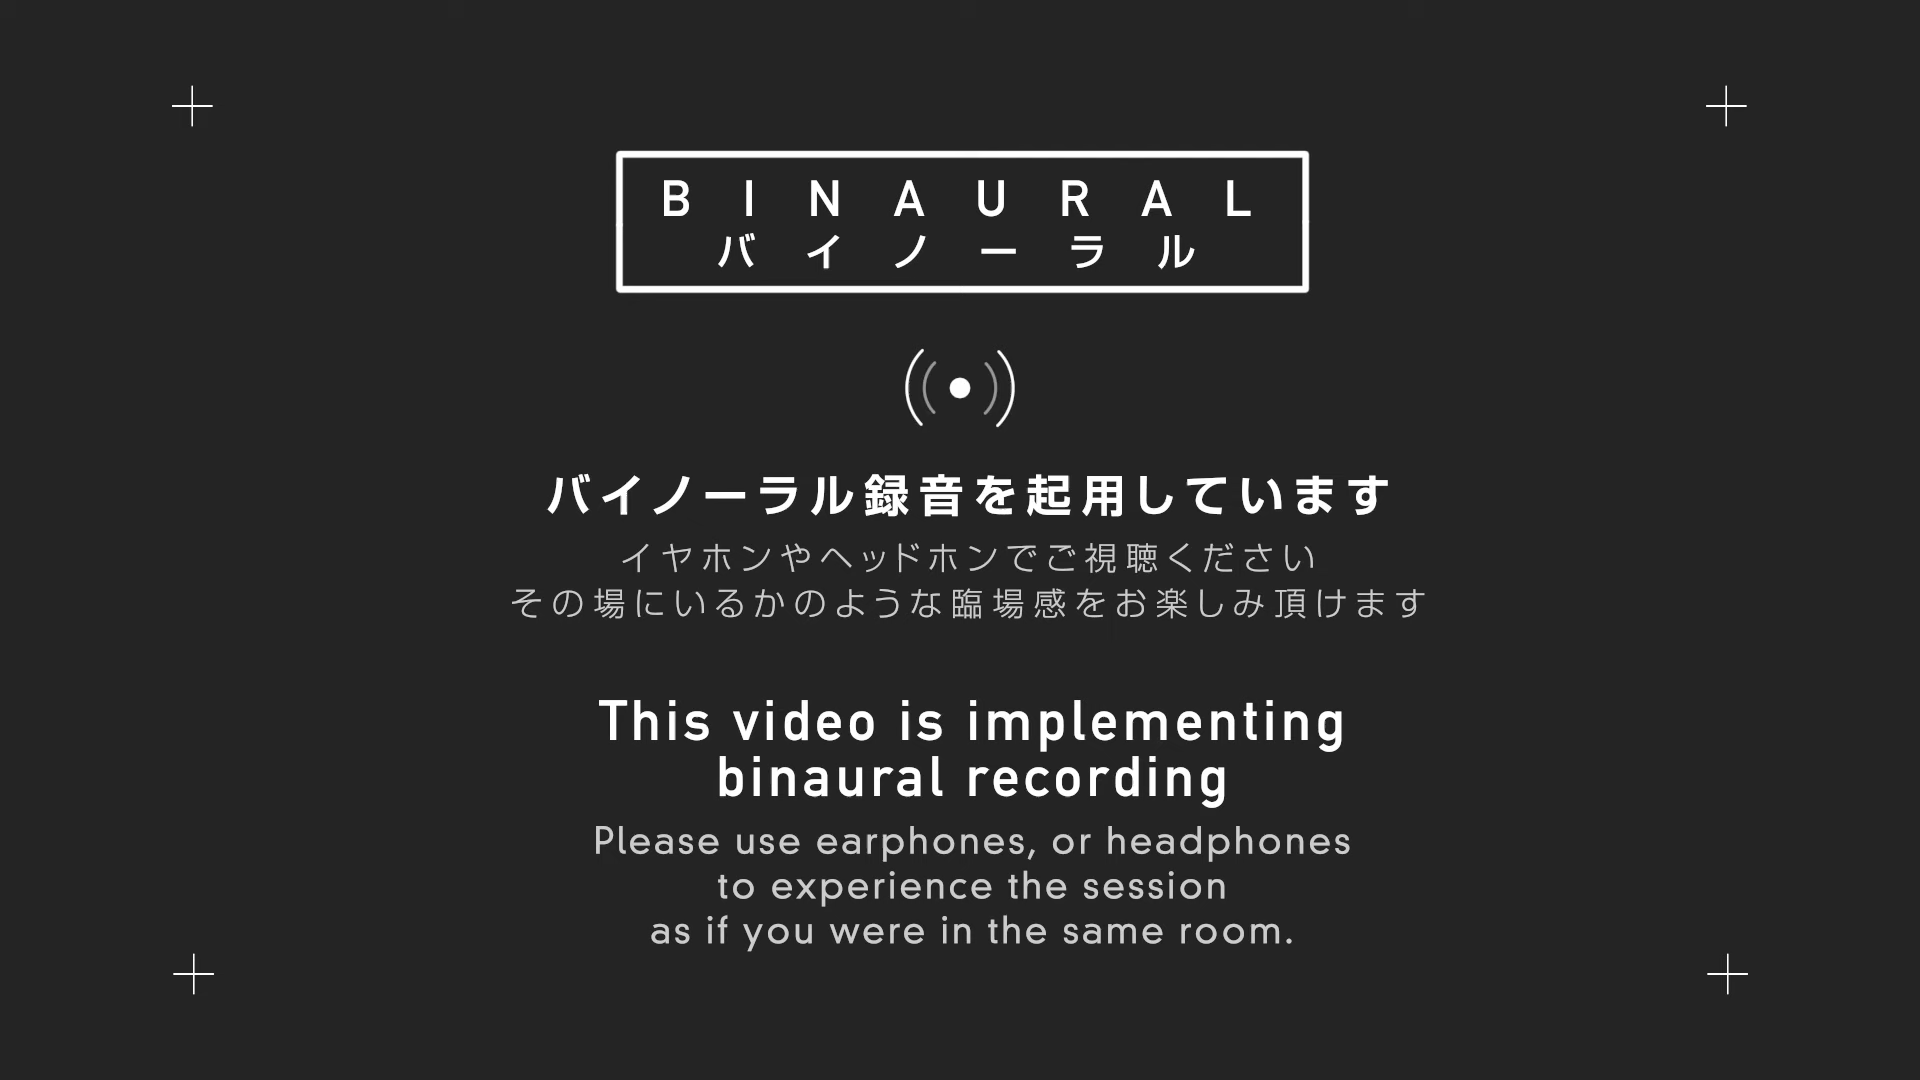 BINAURAL
バイノーラル
バイノーラル録音を起用しています
イヤホンやヘッドホンでご視聴ください
その場にいるかのような臨場感をお楽しみ頂けます
This video is implementing
binaural recording
Please use earphones, or headphones
to experience the session
as if you were in the same room.